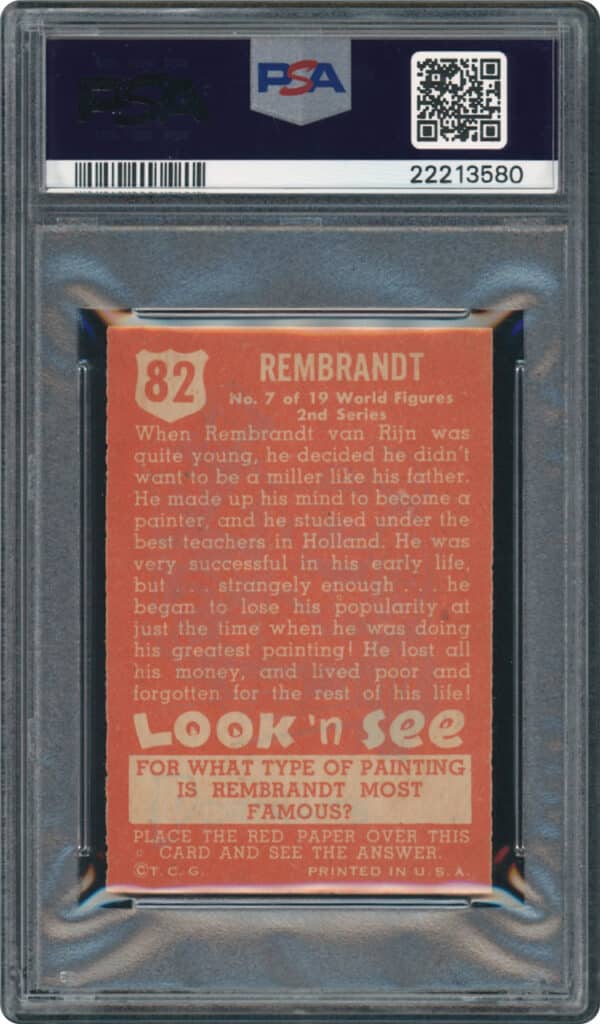 PSA
PSA
22213580
82
REMBRANDT
No. 7 of 19 World Figures
2nd Series
When Rembrandt van Rijn was
quite young, he decided he didn't
want to be a miller like his father.
He made up his mind to become a
painter, and he studied under the
best teachers in Holland. He was
very successful in his early life,
but . . . strangely enough . . . he
began to lose his popularity at
just the time when he was doing
his greatest painting! He lost all
his money, and lived poor and
forgotten for the rest of his life!
LOOK 'n See
FOR WHAT TYPE OF PAINTING
IS REMBRANDT MOST
FAMOUS?
PLACE THE RED PAPER OVER THIS
CARD AND SEE THE ANSWER.
©T. C. G. PRINTED IN U. S. A.